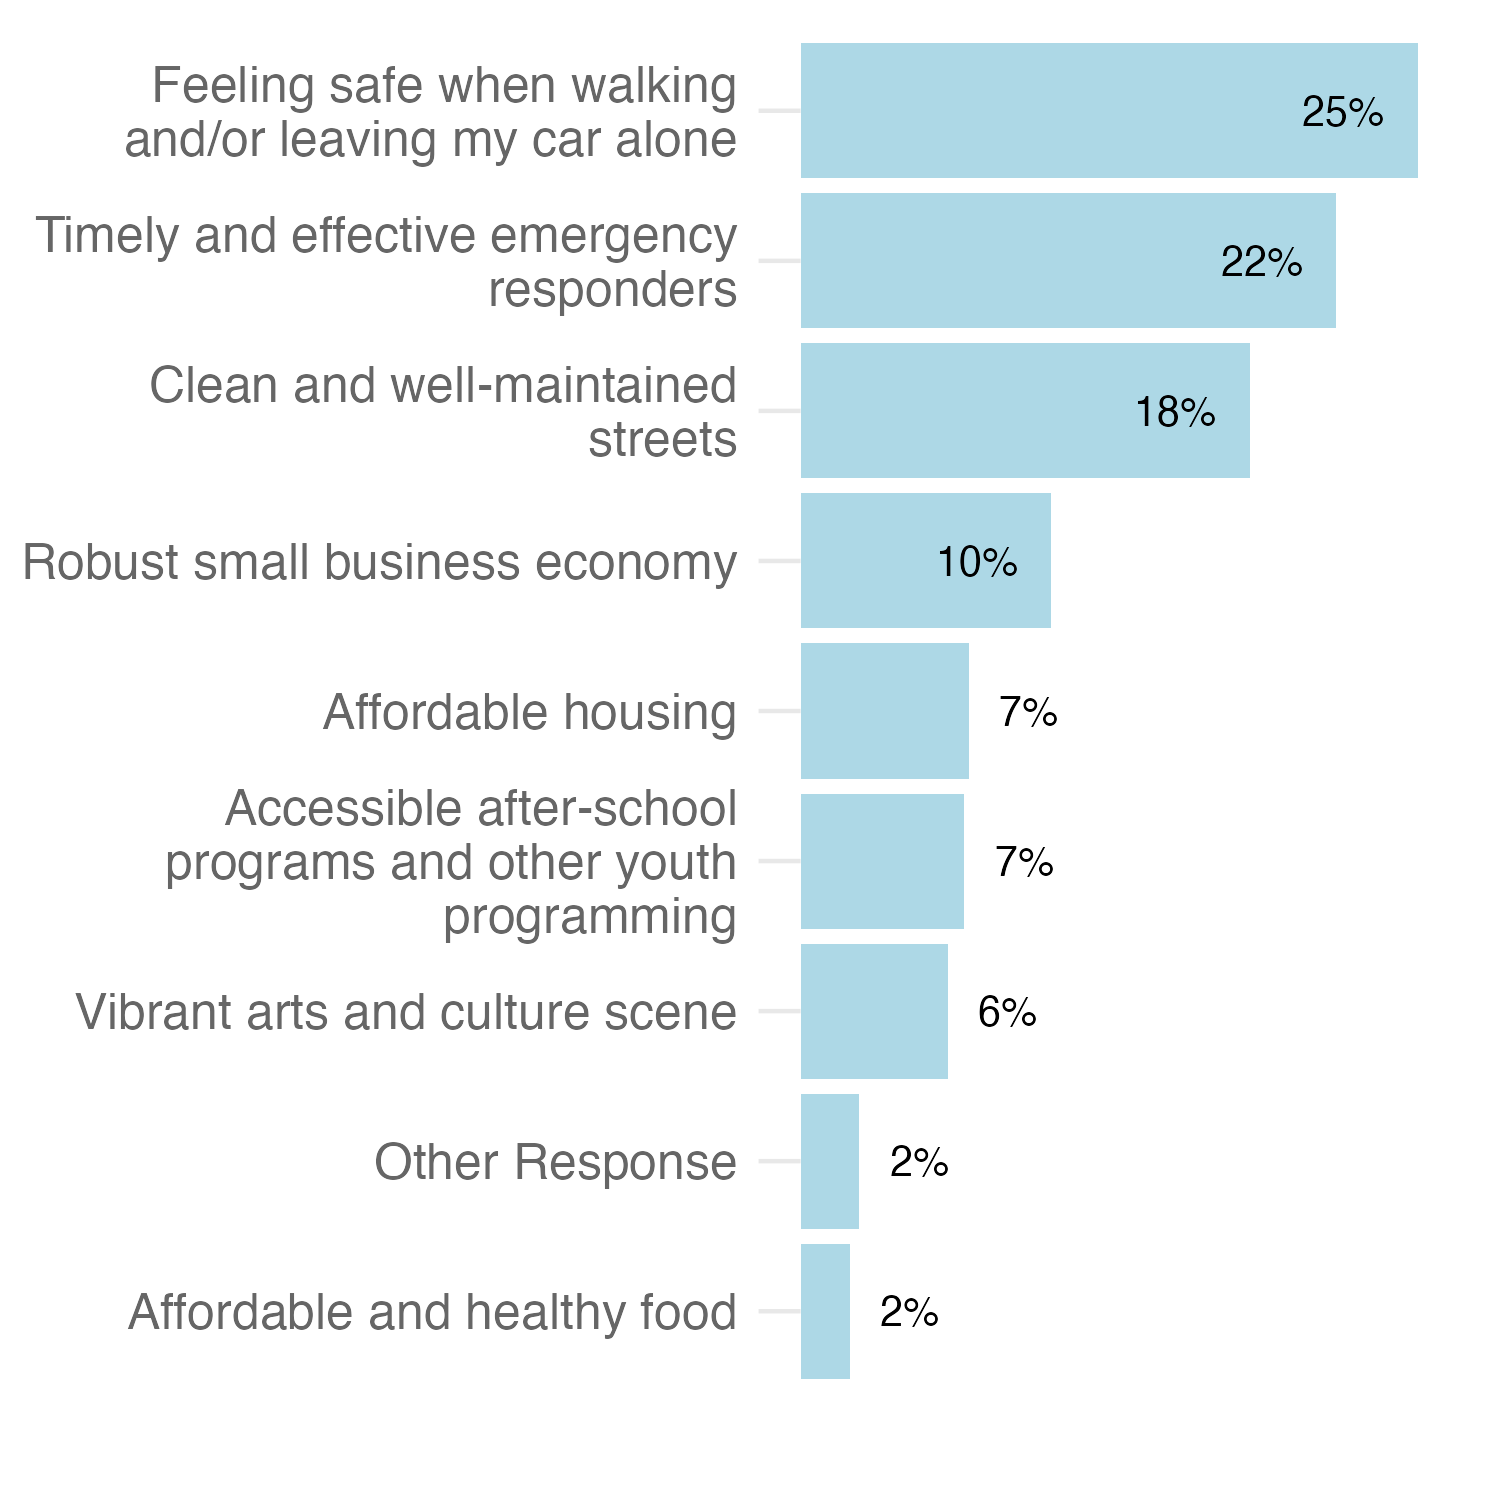 Feeling safe when walking
and/or leaving my car alone
25%
Timely and effective emergency
responders
22%
Clean and well-maintained
streets
18%
Robust small business economy
10%
Affordable housing
7%
Accessible after-school
programs and other youth
programming
7%
Vibrant arts and culture scene
6%
Other Response
2%
Affordable and healthy food
2%